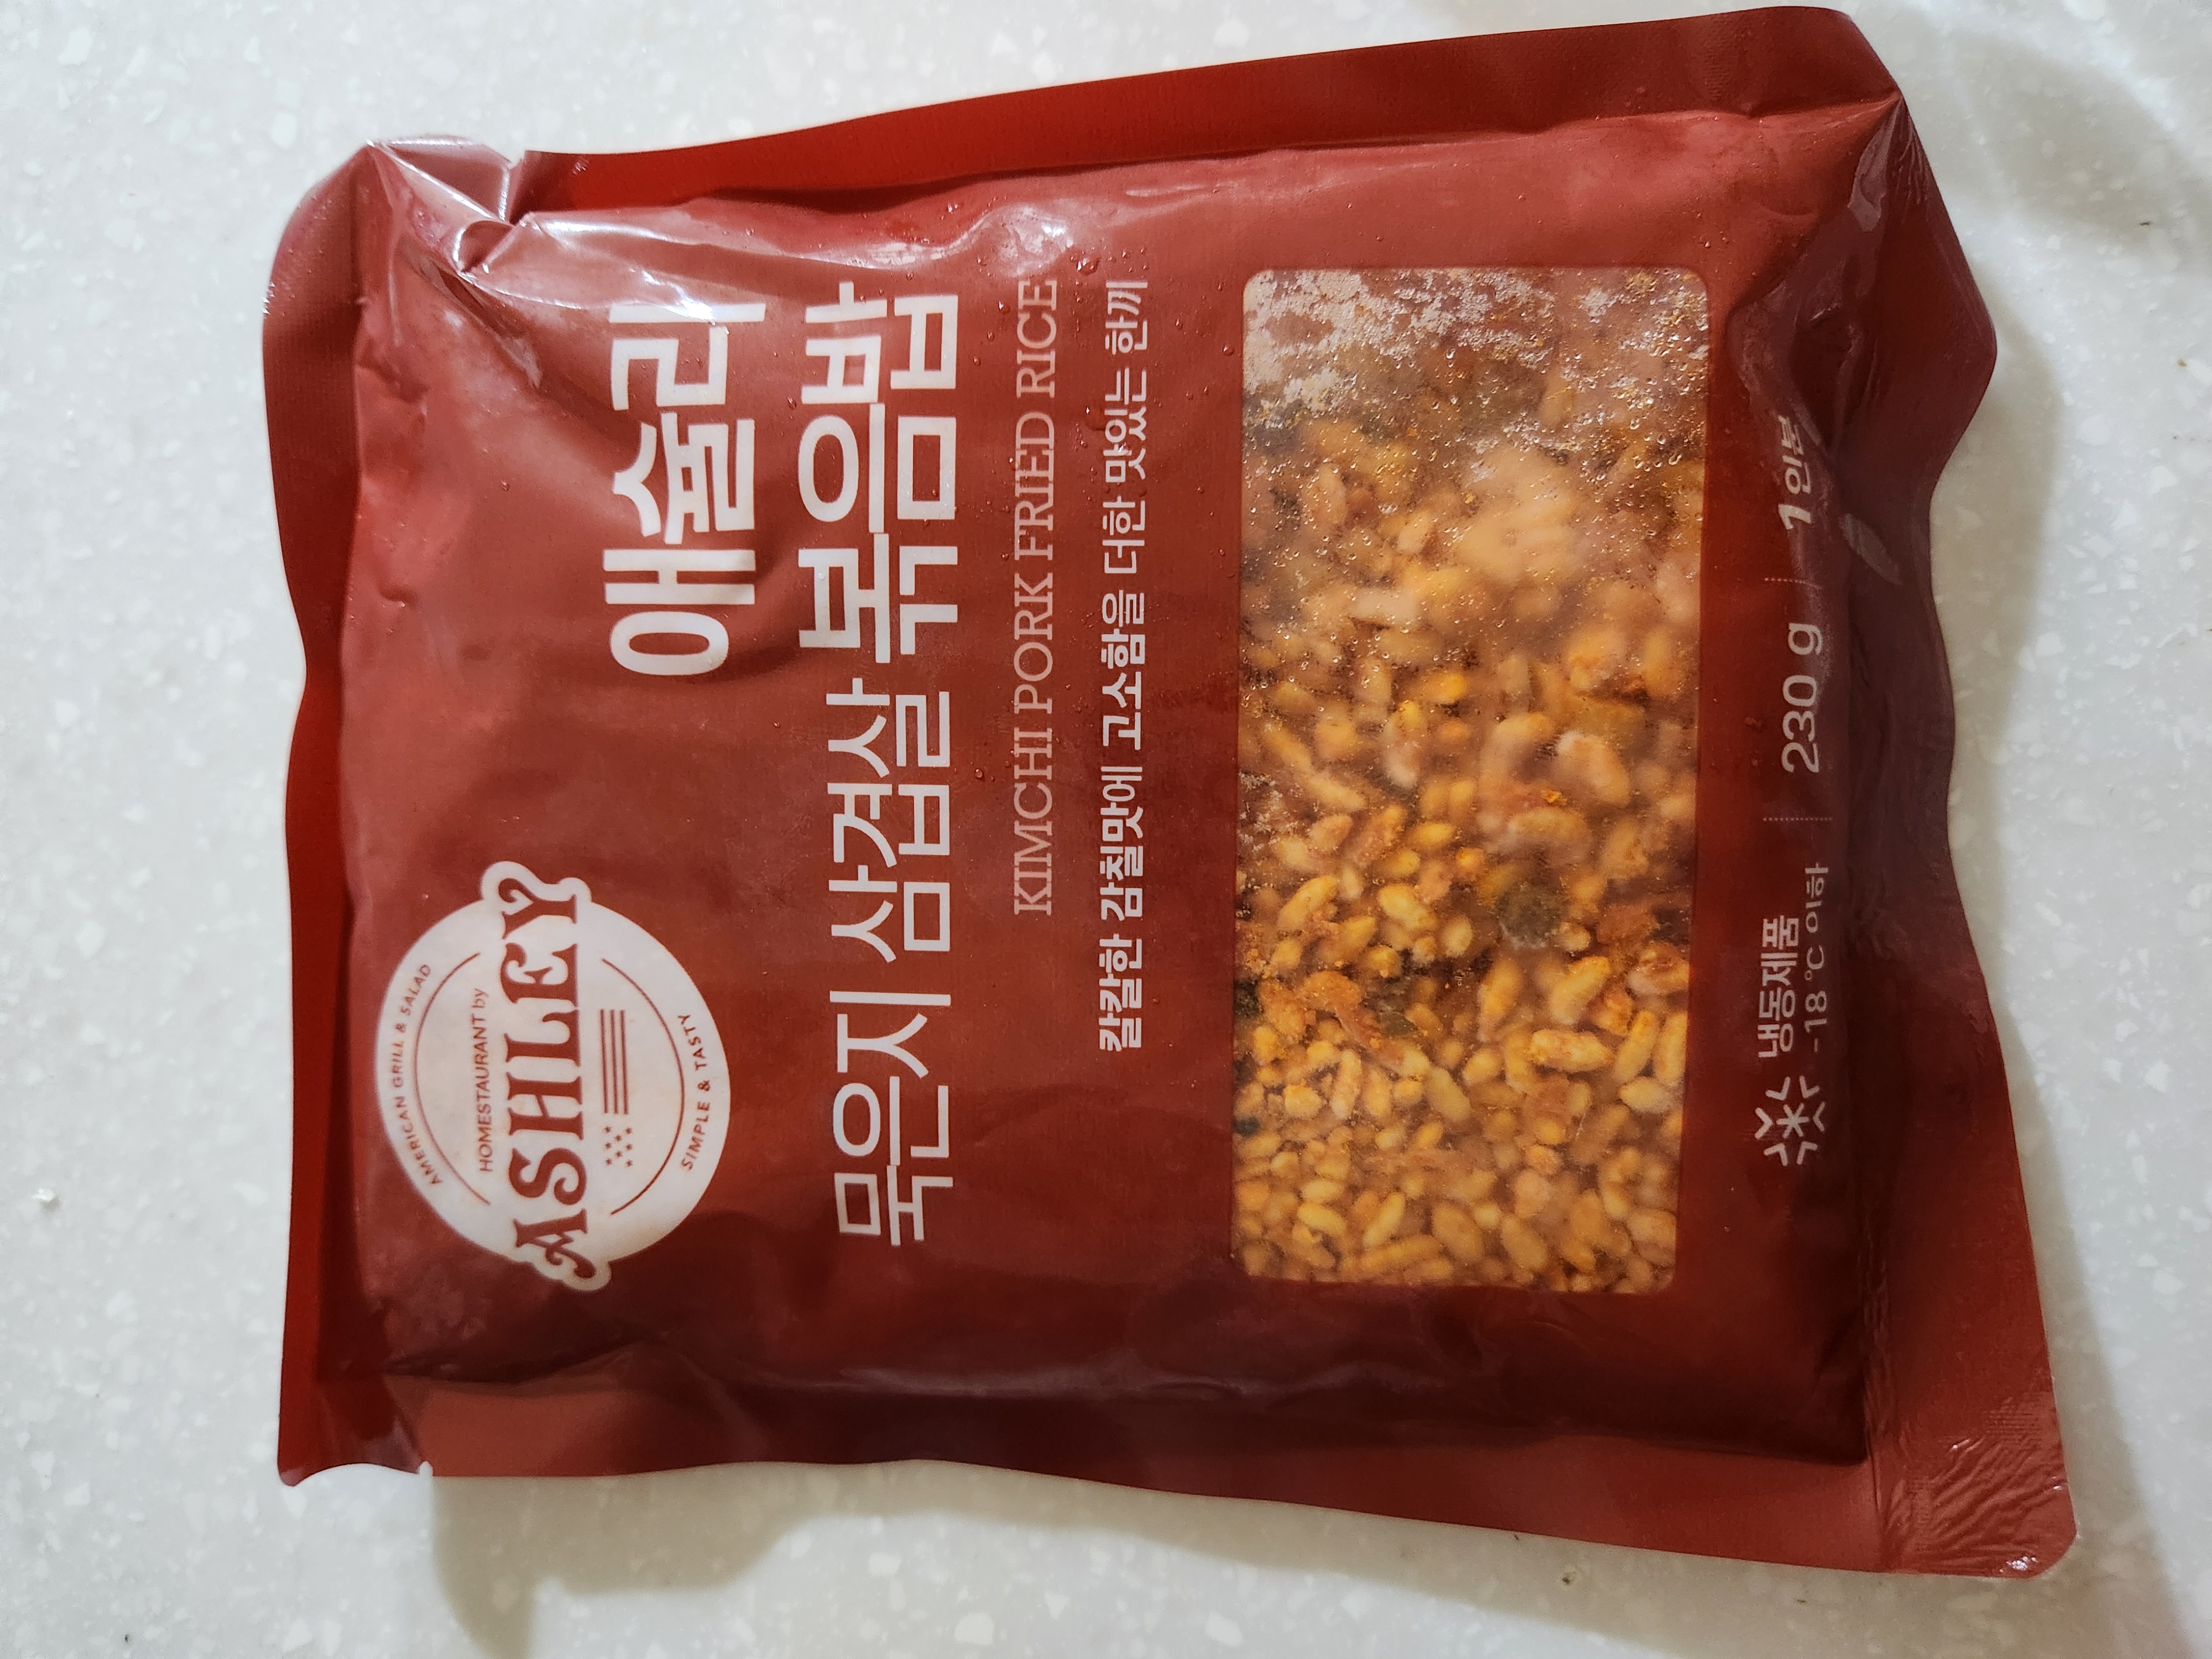 AMERICAN GRILL & SALAD
HOMESTAURANT by
ASHLEY
SIMPLE & TASTY
애슐리
묵은지 삼겹살 볶음밥
KIMCHI PORK FRIED RICE
칼칼한 감칠맛에 고소함을 더한 맛있는 한끼
냉동제품
-18℃ 이하
230 g
1인분